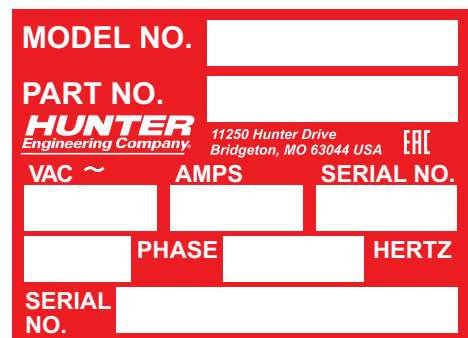 MODEL NO.
PART NO.
HUNTER
Engineering Company®
11250 Hunter Drive
Bridgeton, MO 63044 USA
EAC
VAC ~
AMPS
SERIAL NO.
PHASE
HERTZ
SERIAL
NO.